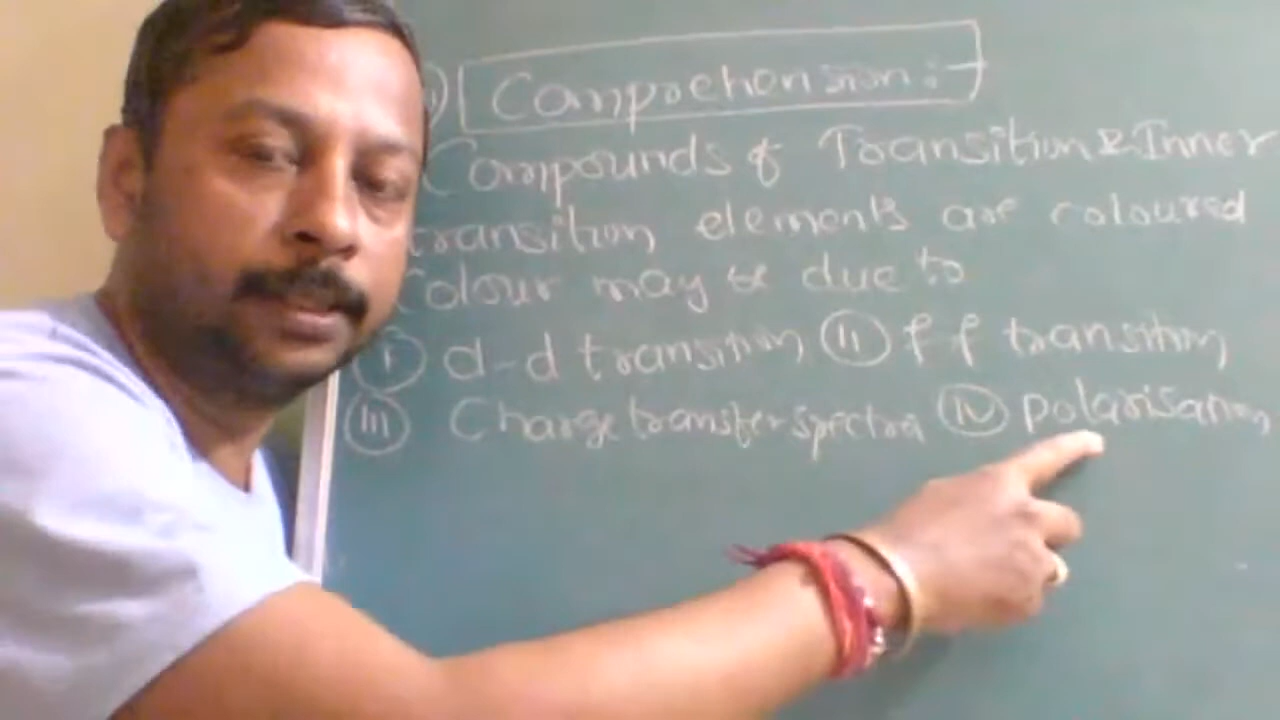 Comprehension:-
Compounds of Transition & Inner
transition elements are coloured
Colour may be due to
(i) d-d transition (ii) f f transition
(iii) Charge transfer spectra (iv) polarisation